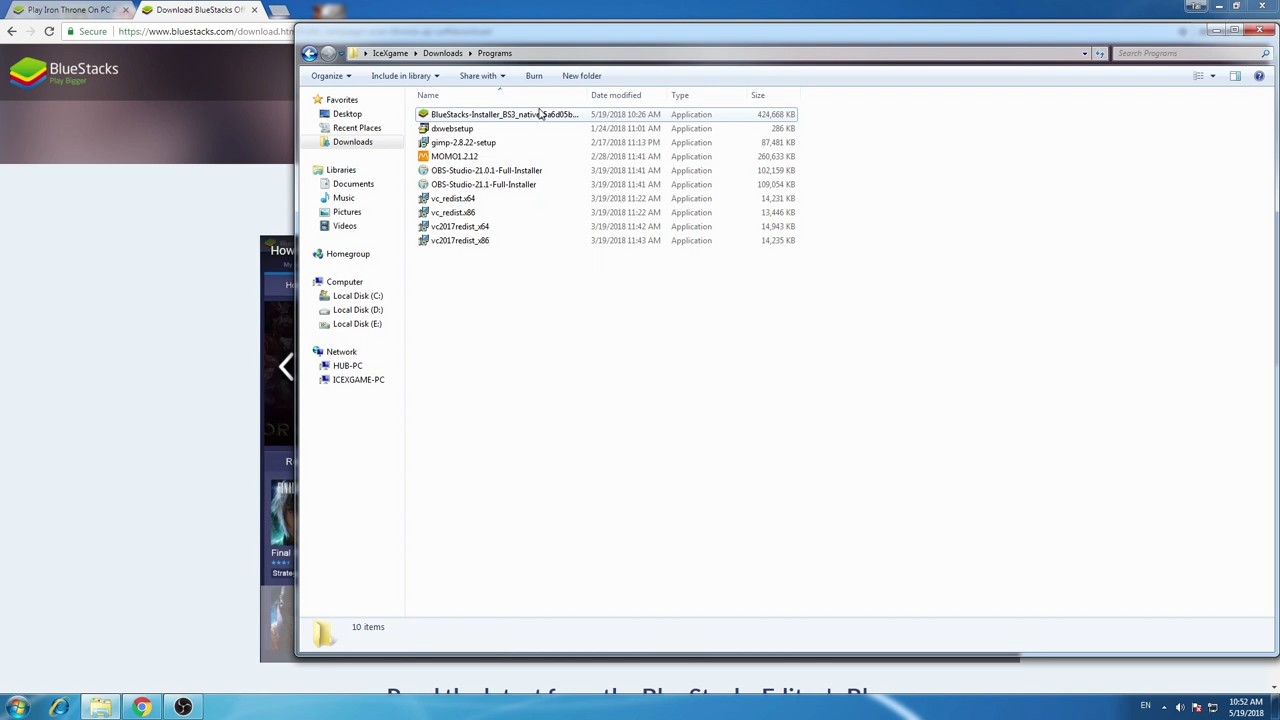 Play Iron Throne On PC
Download BlueStacks Of
Secure
https://www.bluestacks.com/download.htm
BlueStacks
Play Bigger
IceXgame
Downloads
Programs
Search Programs
Organize
Include in library
Share with
Burn
New folder
Name
Date modified
Type
Size
Favorites
Desktop
Recent Places
Downloads
Libraries
Documents
Music
Pictures
Videos
Homegroup
Computer
Local Disk (C:)
Local Disk (D:)
Local Disk (E:)
Network
HUB-PC
ICEXGAME-PC
BlueStacks-Installer_BS3_native_5a6d05b... 5/19/2018 10:26 AM Application 424,668 KB
dxwebsetup 1/24/2018 11:01 AM Application 286 KB
gimp-2.8.22-setup 2/17/2018 11:13 PM Application 87,481 KB
MOMO1.2.12 2/28/2018 11:41 AM Application 260,633 KB
OBS-Studio-21.0.1-Full-Installer 3/19/2018 11:41 AM Application 102,159 KB
OBS-Studio-21.1-Full-Installer 3/19/2018 11:41 AM Application 109,054 KB
vc_redist.x64 3/19/2018 11:22 AM Application 14,231 KB
vc_redist.x86 3/19/2018 11:22 AM Application 13,446 KB
vc2017redist_x64 3/19/2018 11:42 AM Application 14,943 KB
vc2017redist_x86 3/19/2018 11:43 AM Application 14,235 KB
How
Final
Strate
10 items
EN
10:52 AM
5/19/2018